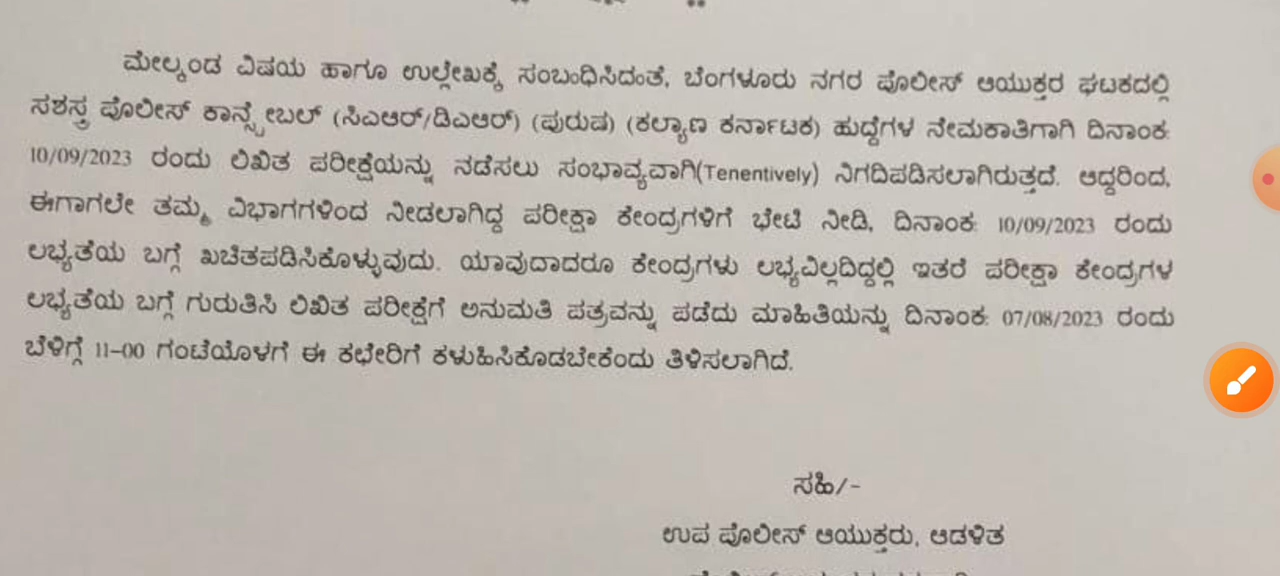 ಮೇಲ್ಕಂಡ ವಿಷಯ ಹಾಗೂ ಉಲ್ಲೇಖಕ್ಕೆ ಸಂಬಂಧಿಸಿದಂತೆ, ಬೆಂಗಳೂರು ನಗರ ಪೊಲೀಸ್ ಆಯುಕ್ತರ ಘಟಕದಲ್ಲಿ
ಸಶಸ್ತ್ರ ಪೊಲೀಸ್ ಕಾನ್ಸ್ಟೇಬಲ್ (ಸಿಎಆರ್/ಡಿಎಆರ್) (ಪುರುಷ) (ಕಲ್ಯಾಣ ಕರ್ನಾಟಕ) ಹುದ್ದೆಗಳ ನೇಮಕಾತಿಗಾಗಿ ದಿನಾಂಕ:
10/09/2023 ರಂದು ಲಿಖಿತ ಪರೀಕ್ಷೆಯನ್ನು ನಡೆಸಲು ಸಂಭಾವ್ಯವಾಗಿ(Tenentively) ನಿಗದಿಪಡಿಸಲಾಗಿರುತ್ತದೆ. ಆದ್ದರಿಂದ,
ಈಗಾಗಲೇ ತಮ್ಮ ವಿಭಾಗಗಳಿಂದ ನೀಡಲಾಗಿದ್ದ ಪರೀಕ್ಷಾ ಕೇಂದ್ರಗಳಿಗೆ ಭೇಟಿ ನೀಡಿ, ದಿನಾಂಕ: 10/09/2023 ರಂದು
ಲಭ್ಯತೆಯ ಬಗ್ಗೆ ಖಚಿತಪಡಿಸಿಕೊಳ್ಳುವುದು. ಯಾವುದಾದರೂ ಕೇಂದ್ರಗಳು ಲಭ್ಯವಿಲ್ಲದಿದ್ದಲ್ಲಿ ಇತರೆ ಪರೀಕ್ಷಾ ಕೇಂದ್ರಗಳ
ಲಭ್ಯತೆಯ ಬಗ್ಗೆ ಗುರುತಿಸಿ ಲಿಖಿತ ಪರೀಕ್ಷೆಗೆ ಅನುಮತಿ ಪತ್ರವನ್ನು ಪಡೆದು ಮಾಹಿತಿಯನ್ನು ದಿನಾಂಕ: 07/08/2023 ರಂದು
ಬೆಳಿಗ್ಗೆ 11-00 ಗಂಟೆಯೊಳಗೆ ಈ ಕಛೇರಿಗೆ ಕಳುಹಿಸಿಕೊಡಬೇಕೆಂದು ತಿಳಿಸಲಾಗಿದೆ.
ಸಹಿ/-
ಉಪ ಪೊಲೀಸ್ ಆಯುಕ್ತರು, ಆಡಳಿತ